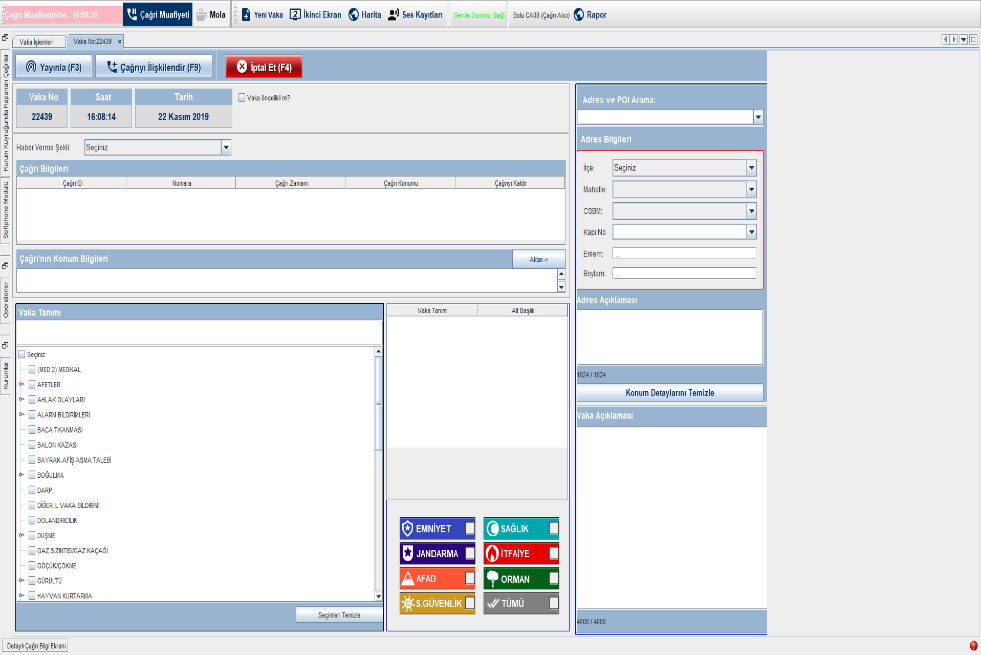 Çağrı Muafiyetinde - 16:04:30 Çağrı Muafiyeti Mola Yeni Vaka İkinci Ekran Harita Ses Kayıtları Servis Durumu :Bağlı Bolu CA08 (Çağrı Alıcı) Rapor
Vaka İşlemleri Vaka No:22439 ×
Yayınla (F3) Çağrıyı İlişkilendir (F9) İptal Et (F4)
Kurum Kuyruğunda Kapanan Çağrılar
Softphone Modülü
Operatörler
Kurumlar
Vaka No Saat Tarih Vaka öncelikli mi?
22439 16:08:14 22 Kasım 2019
Haber Verme Şekli: Seçiniz
Çağrı Bilgileri
Çağrı ID Numara Çağrı Zamanı Çağrı Konumu Çağrıyı Kaldır
Çağrı'nın Konum Bilgileri Aktar->
Vaka Tanımı
Seçiniz
(MED 2) MEDİKAL
AFETLER
AHLAK OLAYLARI
ALARM BİLDİRİMLERİ
BACA TIKANMASI
BALON KAZASI
BAYRAK-AFİŞ ASMA TALEBİ
BOĞULMA
DARP
DİĞER İL VAKA BİLDİRİMİ
DOLANDIRICILIK
DÜŞME
GAZ SIZINTISI/GAZ KAÇAĞI
GÖÇÜK/ÇÖKNE
GÜRÜLTÜ
HAYVAN KURTARMA
Seçimleri Temizle
Vaka Tanım Alt Başlık
EMNİYET SAĞLIK
JANDARMA İTFAİYE
AFAD ORMAN
S.GÜVENLİK TÜMÜ
Adres ve POI Arama:
Adres Bilgileri
İlçe: Seçiniz
Mahalle:
CSBM:
Kapı No
Enlem: .
Boylam: .
Adres Açıklaması
1024 / 1024
Konum Detaylarını Temizle
Vaka Açıklaması
4000 / 4000
Detaylı Çağrı Bilgi Ekranı